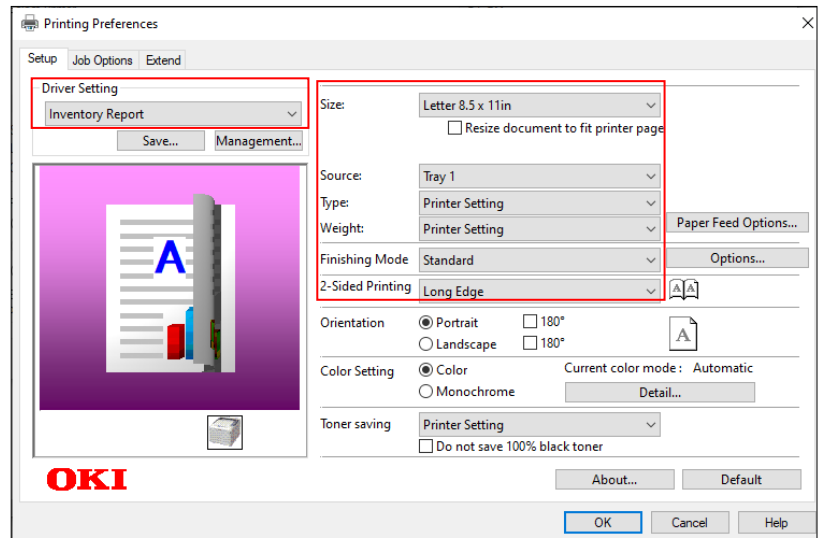 Printing Preferences
Setup Job Options Extend
Driver Setting
Inventory Report
Save... Management...
A
OKI
Size: Letter 8.5 x 11in
Resize document to fit printer page
Source: Tray 1
Type: Printer Setting
Weight: Printer Setting Paper Feed Options...
Finishing Mode Standard Options...
2-Sided Printing Long Edge A A
Orientation Portrait 180°
Landscape 180° A
Color Setting Color Current color mode : Automatic
Monochrome Detail...
Toner saving Printer Setting
Do not save 100% black toner
About... Default
OK Cancel Help